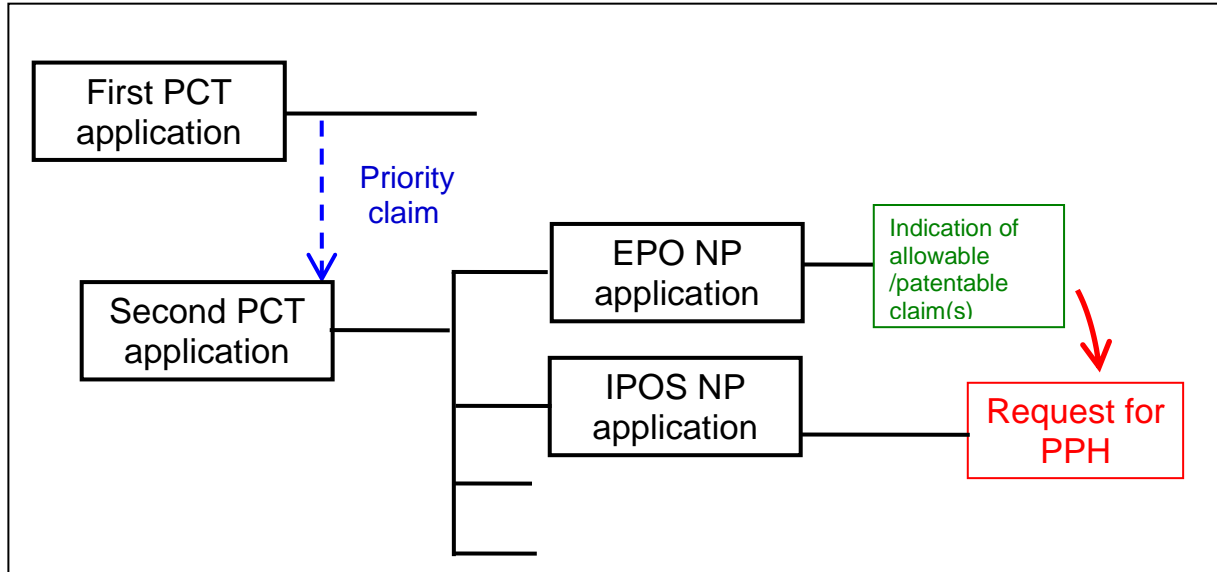 First PCT
application
Priority
claim
Second PCT
application
EPO NP
application
Indication of
allowable
/patentable
claim(s)
IPOS NP
application
Request for
PPH